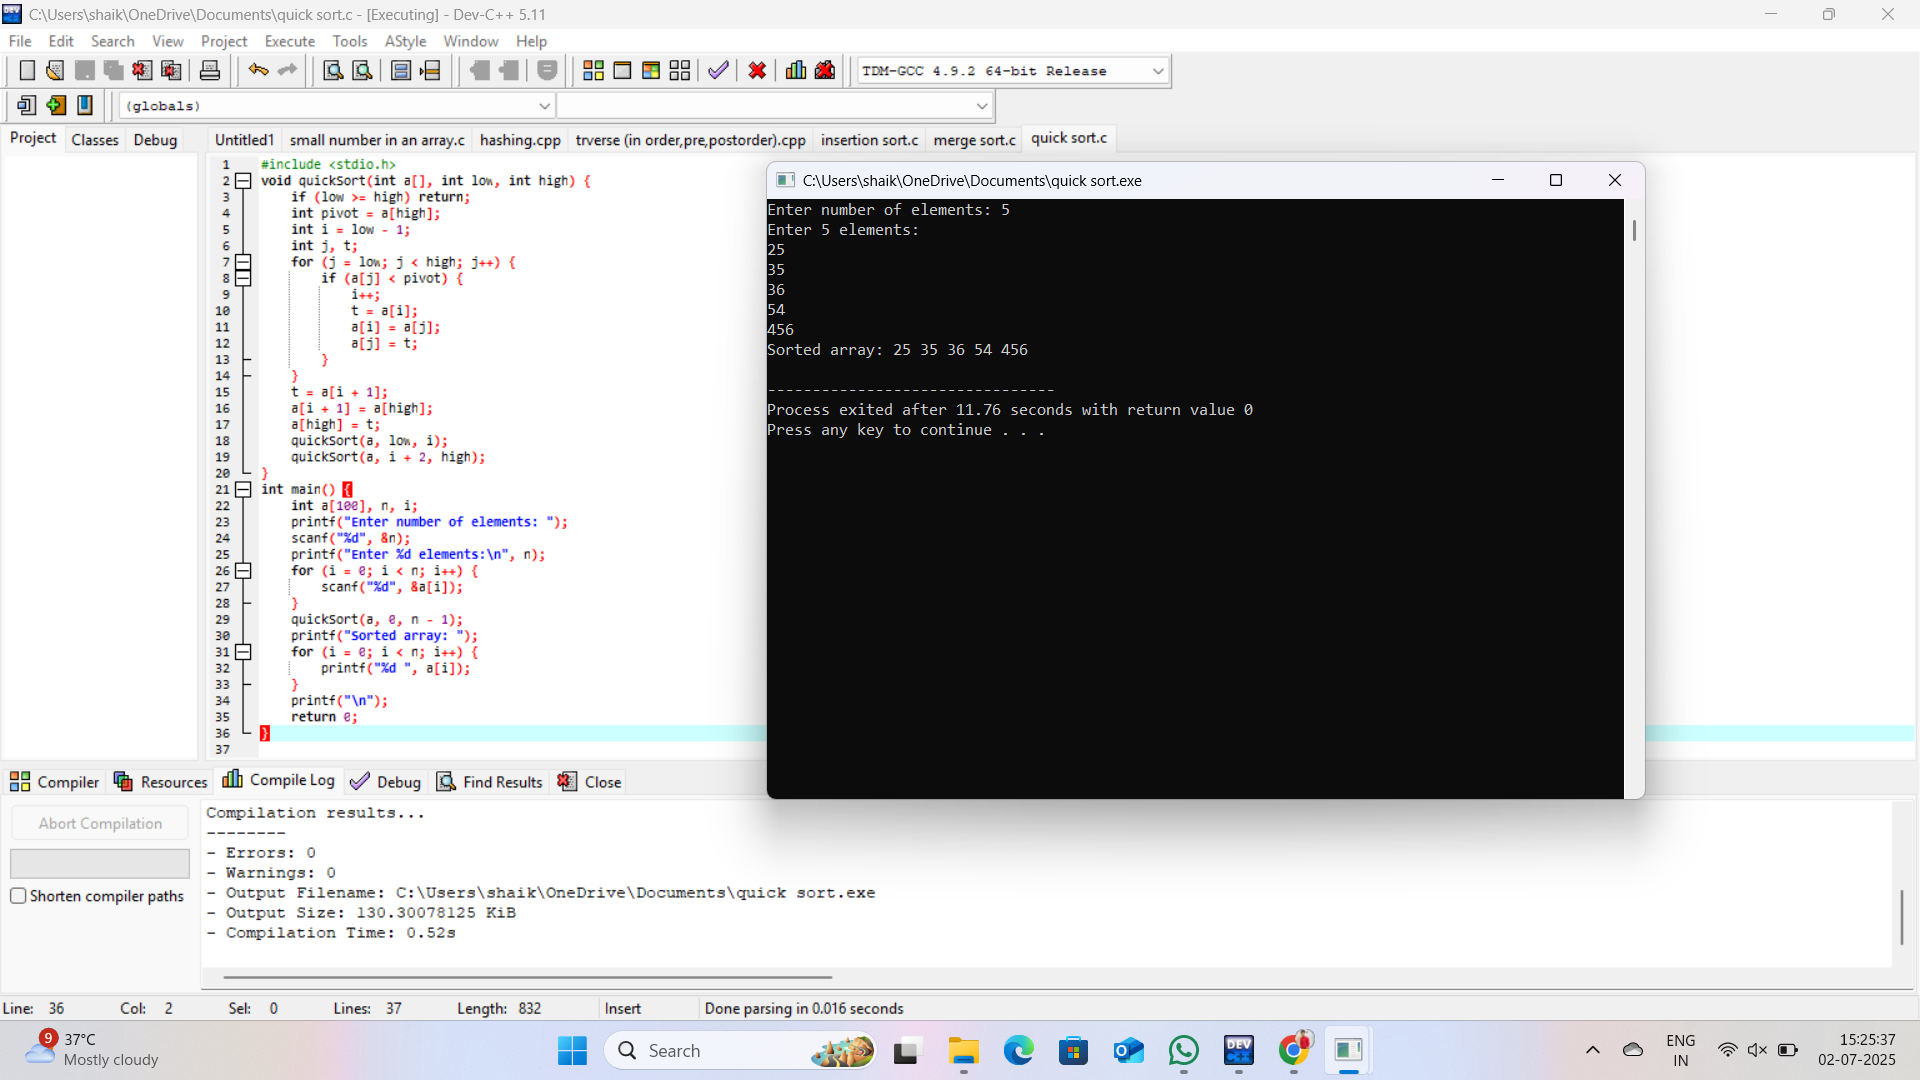 C:\Users\shaik\OneDrive\Documents\quick sort.c - [Executing] - Dev-C++ 5.11
File Edit Search View Project Execute Tools AStyle Window Help
TDM-GCC 4.9.2 64-bit Release
(globals)
Project Classes Debug
Untitled1 small number in an array.c hashing.cpp trverse (in order,pre,postorder).cpp insertion sort.c merge sort.c quick sort.c
1 #include <stdio.h>
2 void quickSort(int a[], int low, int high) {
3 if (low >= high) return;
4 int pivot = a[high];
5 int i = low - 1;
6 int j, t;
7 for (j = low; j < high; j++) {
8 if (a[j] < pivot) {
9 i++;
10 t = a[i];
11 a[i] = a[j];
12 a[j] = t;
13 }
14 }
15 t = a[i + 1];
16 a[i + 1] = a[high];
17 a[high] = t;
18 quickSort(a, low, i);
19 quickSort(a, i + 2, high);
20 }
21 int main() {
22 int a[100], n, i;
23 printf("Enter number of elements: ");
24 scanf("%d", &n);
25 printf("Enter %d elements:\n", n);
26 for (i = 0; i < n; i++) {
27 scanf("%d", &a[i]);
28 }
29 quickSort(a, 0, n - 1);
30 printf("Sorted array: ");
31 for (i = 0; i < n; i++) {
32 printf("%d ", a[i]);
33 }
34 printf("\n");
35 return 0;
36 }
37
C:\Users\shaik\OneDrive\Documents\quick sort.exe
Enter number of elements: 5
Enter 5 elements:
25
35
36
54
456
Sorted array: 25 35 36 54 456
--------------------------------
Process exited after 11.76 seconds with return value 0
Press any key to continue . . .
Compiler Resources Compile Log Debug Find Results Close
Abort Compilation
Shorten compiler paths
Compilation results...
--------
- Errors: 0
- Warnings: 0
- Output Filename: C:\Users\shaik\OneDrive\Documents\quick sort.exe
- Output Size: 130.30078125 KiB
- Compilation Time: 0.52s
Line: 36 Col: 2 Sel: 0 Lines: 37 Length: 832 Insert Done parsing in 0.016 seconds
9
37°C
Mostly cloudy
Search
DEV
ENG
IN
15:25:37
02-07-2025